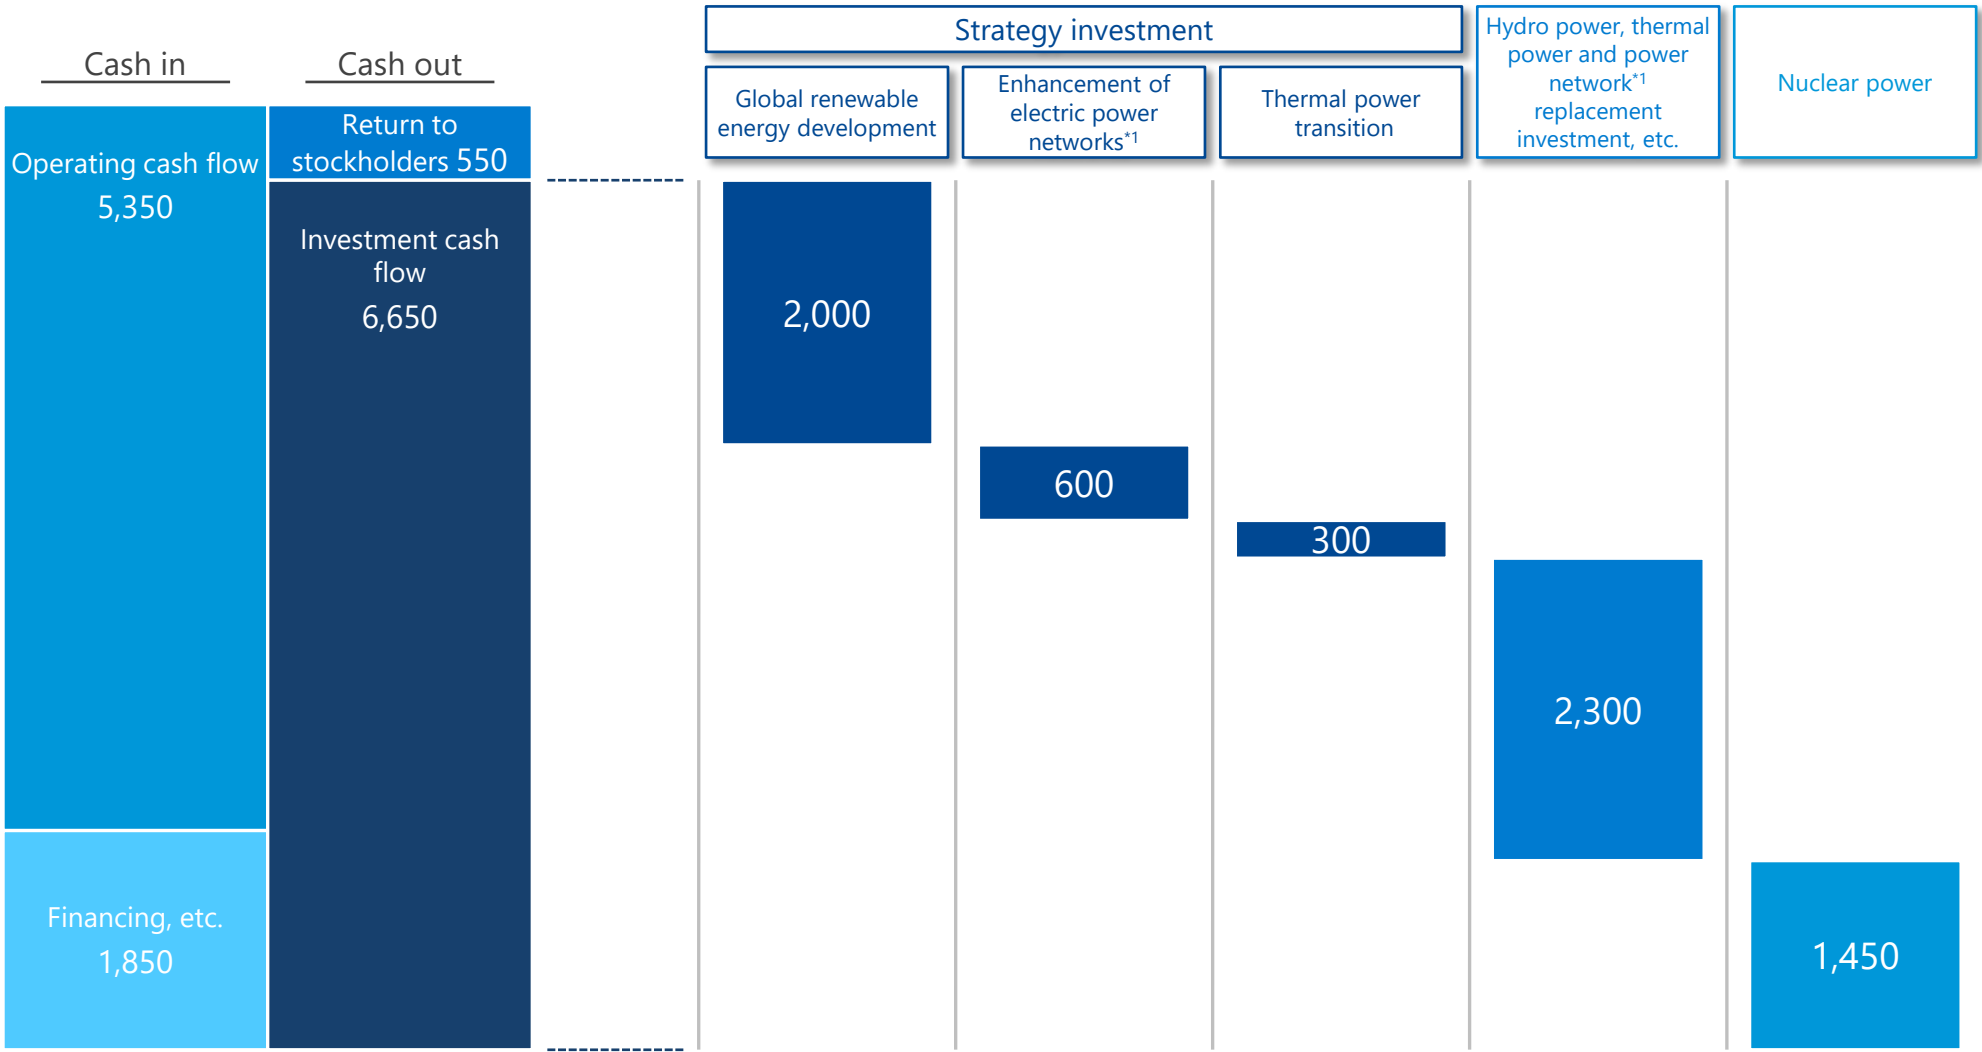 Cash in
Cash out
Operating cash flow
5,350
Financing, etc.
1,850
Return to
stockholders 550
Investment cash
flow
6,650
Strategy investment
Global renewable
energy development
Enhancement of
electric power
networks*1
Thermal power
transition
Hydro power, thermal
power and power
network*1
replacement
investment, etc.
Nuclear power
2,000
600
300
2,300
1,450